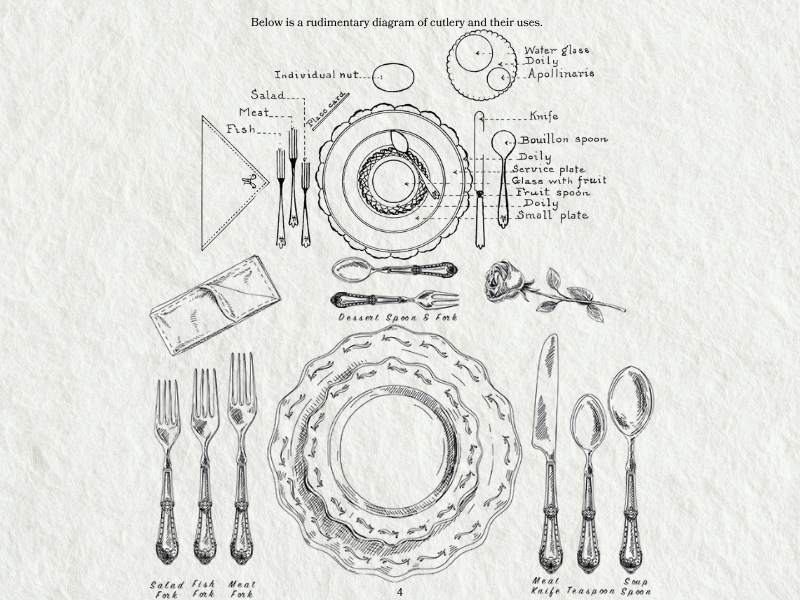 Below is a rudimentary diagram of cutlery and their uses.
Water glass
Doily
Apollinaris
Individual nut
Salad
Place card
Meat
Fish
Knife
Bouillon spoon
Doily
Service plate
Glass with fruit
Fruit spoon
Doily
Small plate
Dessert Spoon & Fork
Salad Fork
Fish Fork
Meat Fork
Meat Knife
Teaspoon
Soup Spoon
4